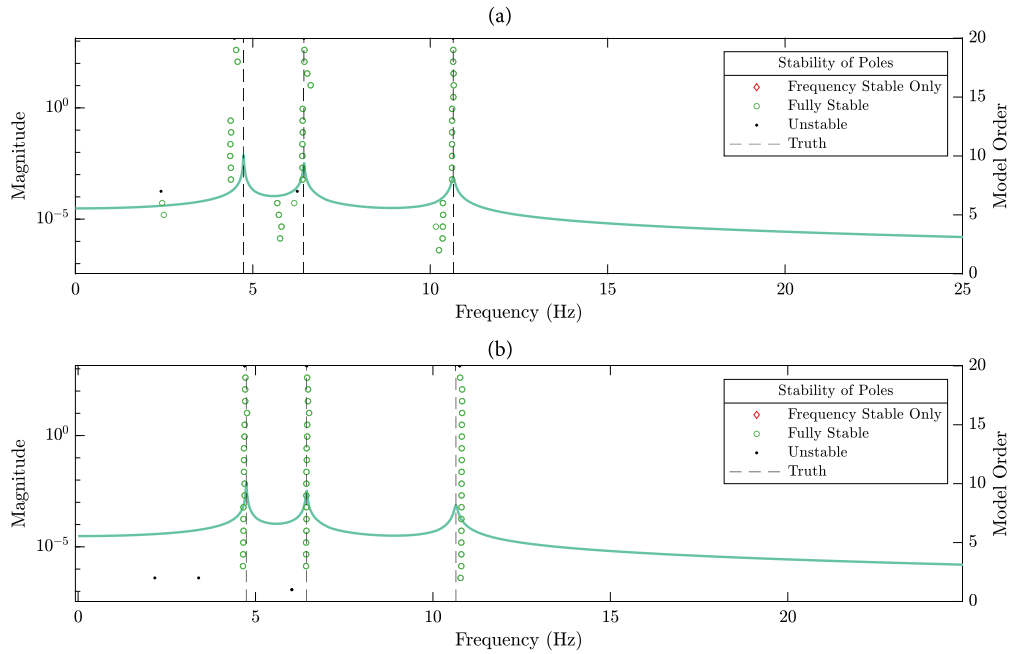 (a)
Magnitude
10^0
10^-5
0 5 10 15 20 25
Frequency (Hz)
20
15
10
5
0
Model Order
Stability of Poles
Frequency Stable Only
Fully Stable
Unstable
Truth
(b)
Magnitude
10^0
10^-5
0 5 10 15 20
Frequency (Hz)
20
15
10
5
0
Model Order
Stability of Poles
Frequency Stable Only
Fully Stable
Unstable
Truth